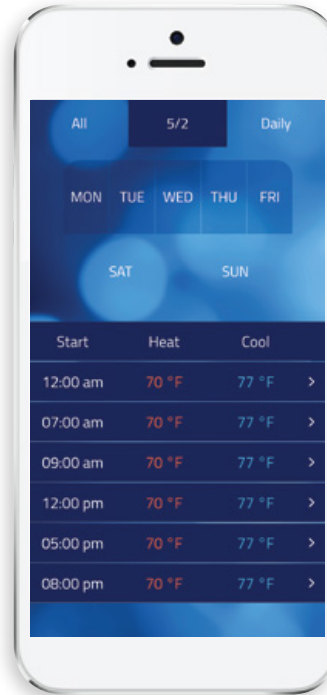 All 5/2 Daily
MON TUE WED THU FRI
SAT SUN
Start Heat Cool
12:00 am 70 °F 77 °F >
07:00 am 70 °F 77 °F >
09:00 am 70 °F 77 °F >
12:00 pm 70 °F 77 °F >
05:00 pm 70 °F 77 °F >
08:00 pm 70 °F 77 °F >